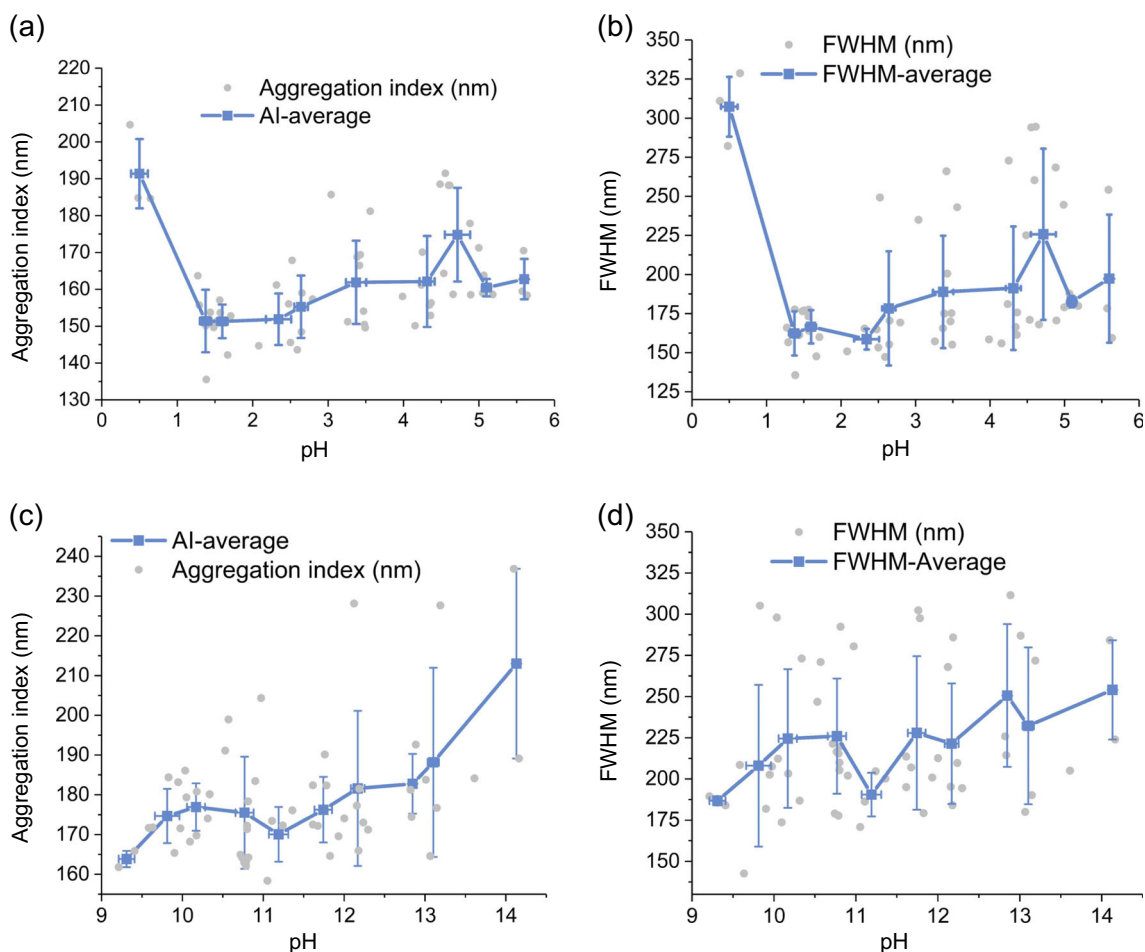 (a)
Aggregation index (nm)
AI-average
Aggregation index (nm)
220
210
200
190
180
170
160
150
140
130
0 1 2 3 4 5 6
pH
(b)
FWHM (nm)
FWHM-average
FWHM (nm)
350
325
300
275
250
225
200
175
150
125
0 1 2 3 4 5 6
pH
(c)
AI-average
Aggregation index (nm)
Aggregation index (nm)
240
230
220
210
200
190
180
170
160
9 10 11 12 13 14
pH
(d)
FWHM (nm)
FWHM-Average
FWHM (nm)
350
325
300
275
250
225
200
187
150
9 10 11 12 13 14
pH